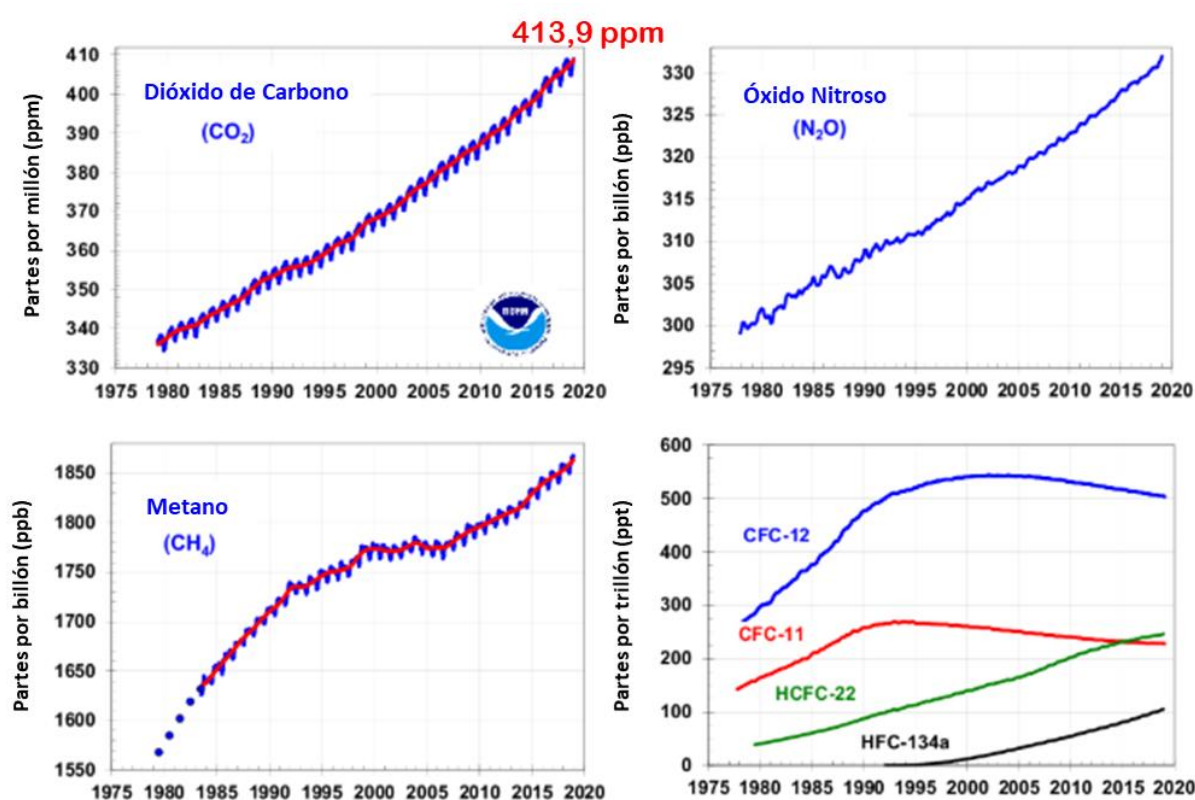 413,9 ppm
Partes por millón (ppm)
410
400
390
380
370
360
350
340
330
Dióxido de Carbono
(CO₂)
1975 1980 1985 1990 1995 2000 2005 2010 2015 2020
Partes por billón (ppb)
330
325
320
315
310
305
300
295
Óxido Nitroso
(N₂O)
1975 1980 1985 1990 1995 2000 2005 2010 2015 2020
Partes por billón (ppb)
1850
1800
1750
1700
1650
1600
1550
Metano
(CH₄)
1975 1980 1985 1990 1995 2000 2005 2010 2015 2020
Partes por trillón (ppt)
600
500
400
300
200
100
0
CFC-12
CFC-11
HCFC-22
HFC-134a
1975 1980 1985 1990 1995 2000 2005 2010 2015 2020